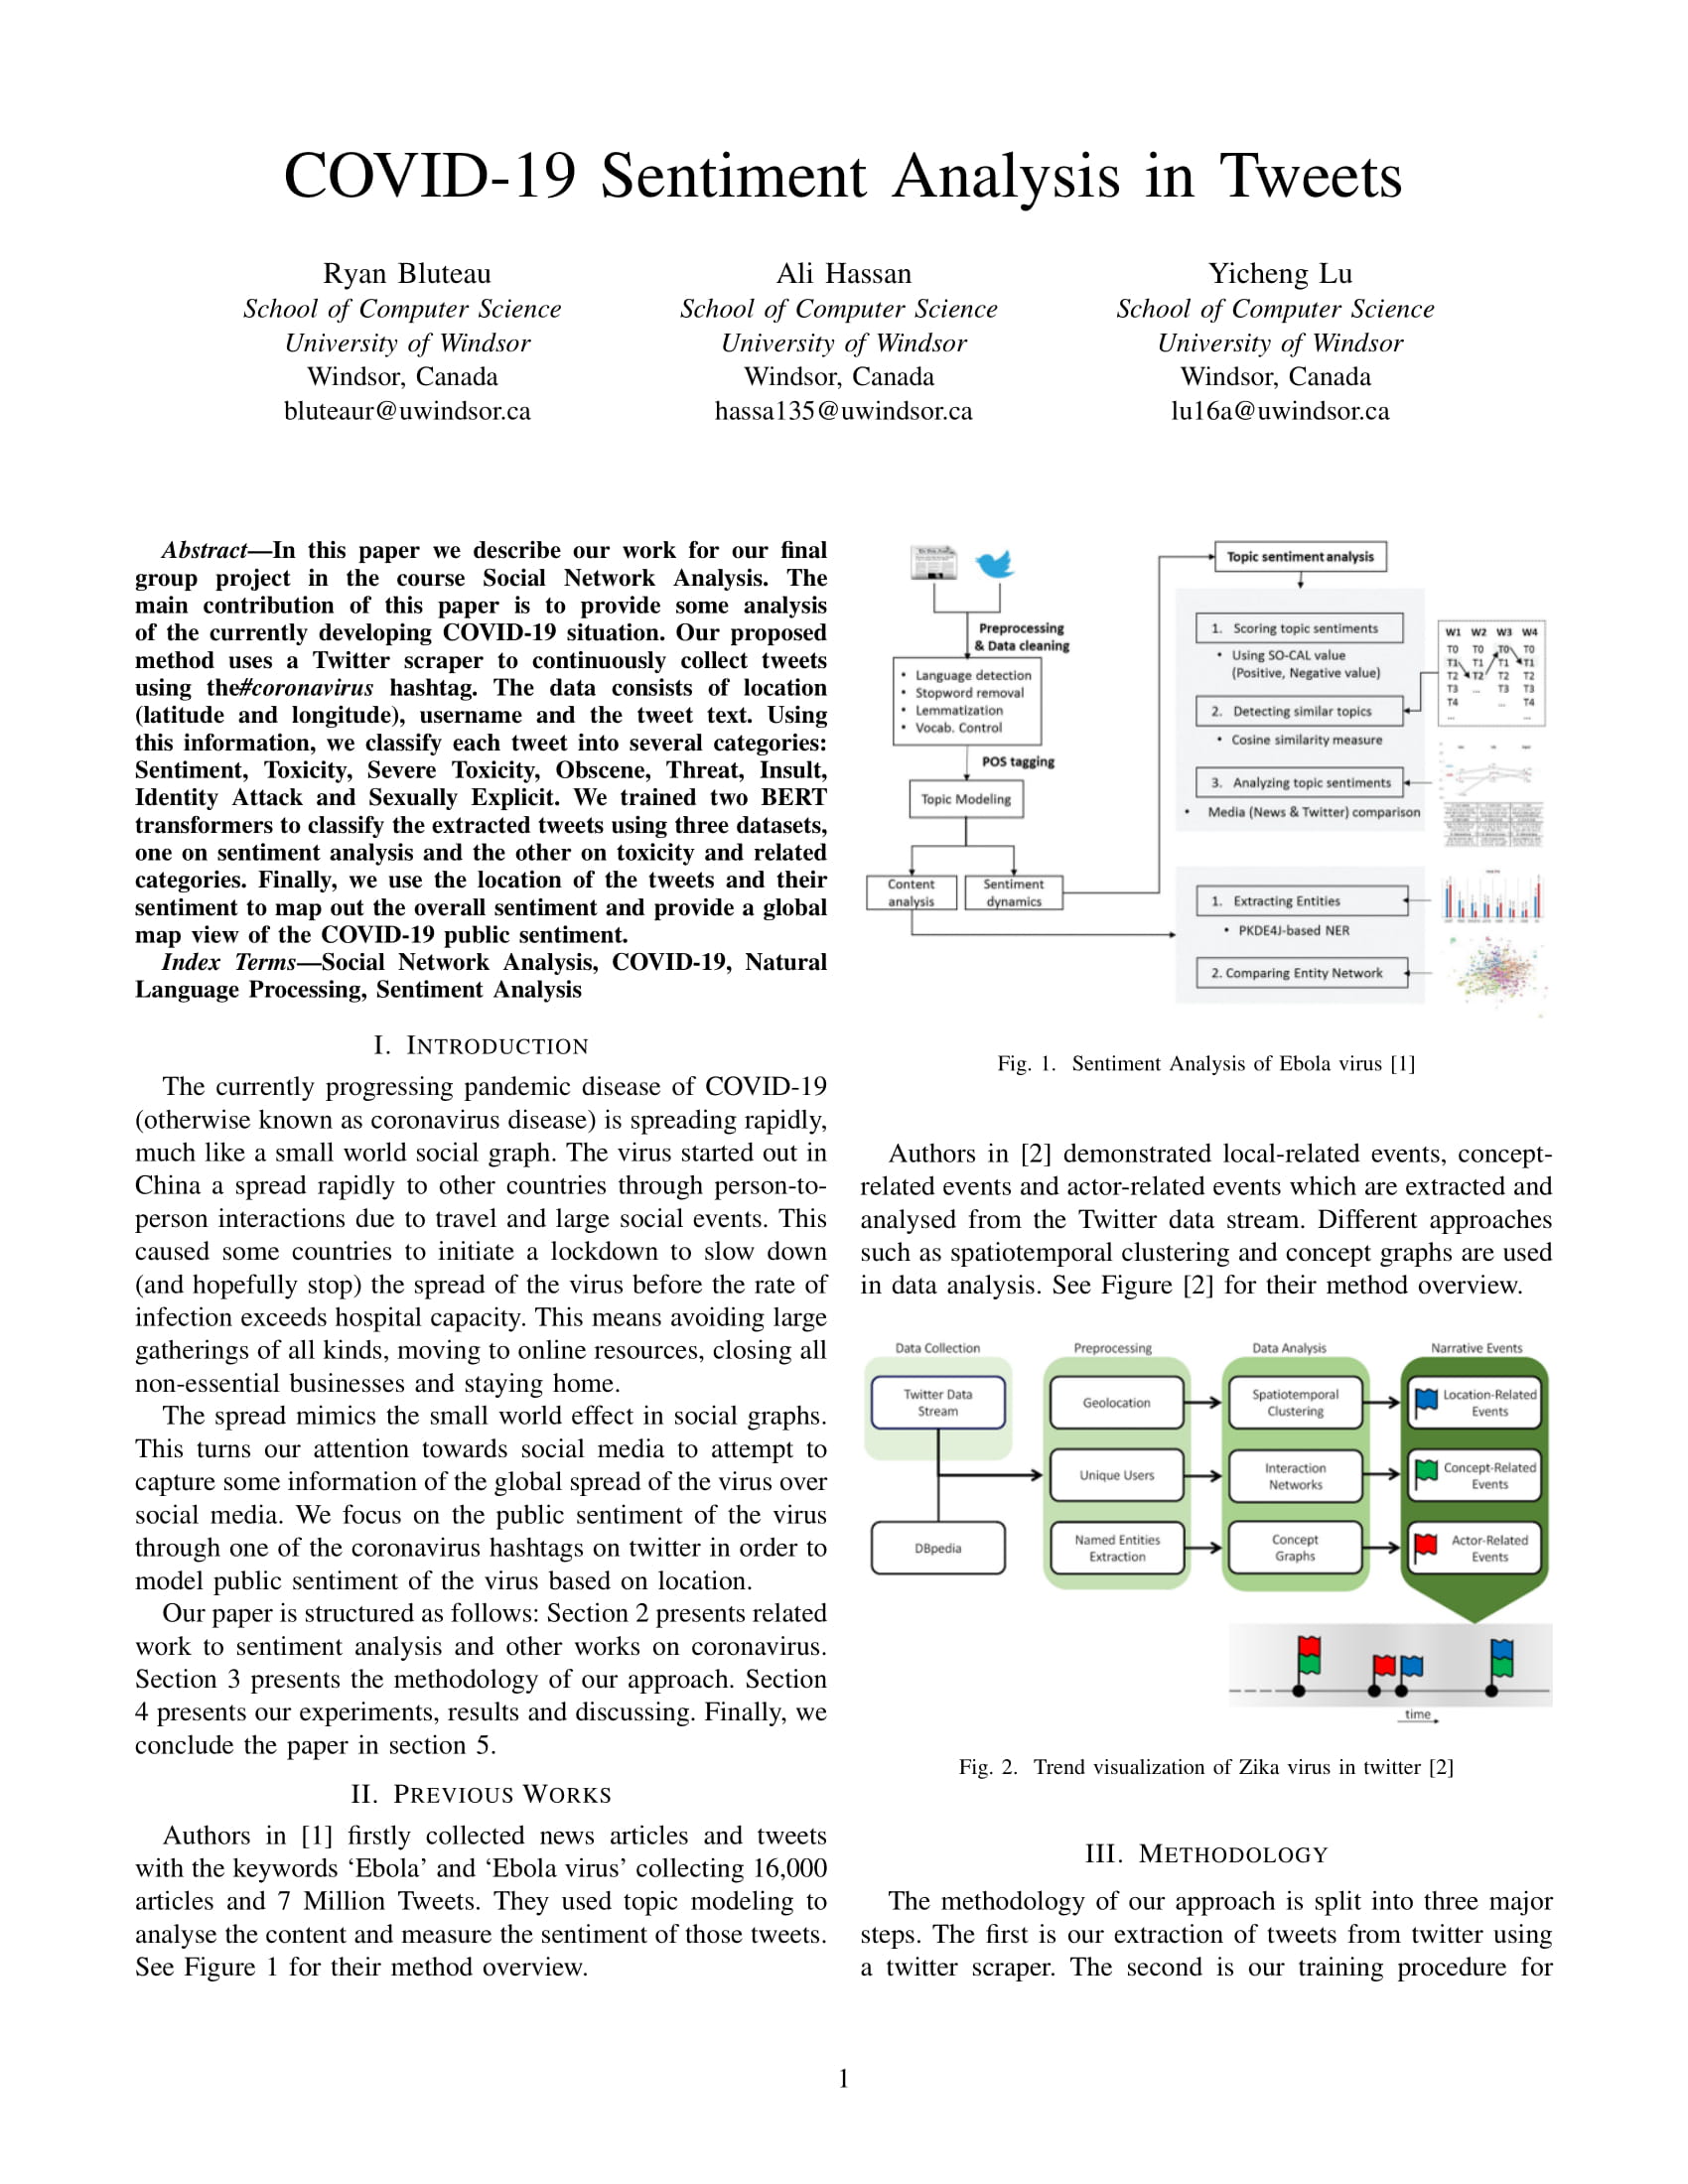 COVID-19 Sentiment Analysis in Tweets
Ryan Bluteau
School of Computer Science
University of Windsor
Windsor, Canada
bluteaur@uwindsor.ca
Ali Hassan
School of Computer Science
University of Windsor
Windsor, Canada
hassa135@uwindsor.ca
Yicheng Lu
School of Computer Science
University of Windsor
Windsor, Canada
lu16a@uwindsor.ca
Abstract—In this paper we describe our work for our final
group project in the course Social Network Analysis. The
main contribution of this paper is to provide some analysis
of the currently developing COVID-19 situation. Our proposed
method uses a Twitter scraper to continuously collect tweets
using the#coronavirus hashtag. The data consists of location
(latitude and longitude), username and the tweet text. Using
this information, we classify each tweet into several categories:
Sentiment, Toxicity, Severe Toxicity, Obscene, Threat, Insult,
Identity Attack and Sexually Explicit. We trained two BERT
transformers to classify the extracted tweets using three datasets,
one on sentiment analysis and the other on toxicity and related
categories. Finally, we use the location of the tweets and their
sentiment to map out the overall sentiment and provide a global
map view of the COVID-19 public sentiment.
Index Terms—Social Network Analysis, COVID-19, Natural
Language Processing, Sentiment Analysis
I. INTRODUCTION
The currently progressing pandemic disease of COVID-19
(otherwise known as coronavirus disease) is spreading rapidly,
much like a small world social graph. The virus started out in
China a spread rapidly to other countries through person-to-
person interactions due to travel and large social events. This
caused some countries to initiate a lockdown to slow down
(and hopefully stop) the spread of the virus before the rate of
infection exceeds hospital capacity. This means avoiding large
gatherings of all kinds, moving to online resources, closing all
non-essential businesses and staying home.
The spread mimics the small world effect in social graphs.
This turns our attention towards social media to attempt to
capture some information of the global spread of the virus over
social media. We focus on the public sentiment of the virus
through one of the coronavirus hashtags on twitter in order to
model public sentiment of the virus based on location.
Our paper is structured as follows: Section 2 presents related
work to sentiment analysis and other works on coronavirus.
Section 3 presents the methodology of our approach. Section
4 presents our experiments, results and discussing. Finally, we
conclude the paper in section 5.
II. PREVIOUS WORKS
Authors in [1] firstly collected news articles and tweets
with the keywords ‘Ebola’ and ‘Ebola virus’ collecting 16,000
articles and 7 Million Tweets. They used topic modeling to
analyse the content and measure the sentiment of those tweets.
See Figure 1 for their method overview.
Preprocessing
& Data cleaning
• Language detection
• Stopword removal
• Lemmatization
• Vocab. Control
POS tagging
Topic Modeling
Content
analysis
Sentiment
dynamics
Topic sentiment analysis
1. Scoring topic sentiments
• Using SO-CAL value
(Positive, Negative value)
2. Detecting similar topics
• Cosine similarity measure
3. Analyzing topic sentiments
• Media (News & Twitter) comparison
1. Extracting Entities
• PKDE4J-based NER
2. Comparing Entity Network
W1 W2 W3 W4
T0 T0 T0 T0
T1 T1 T1 T1
T2 T2 T2 T2
T3 ... T3 T3
T4 ... T4
... ...
Fig. 1. Sentiment Analysis of Ebola virus [1]
Authors in [2] demonstrated local-related events, concept-
related events and actor-related events which are extracted and
analysed from the Twitter data stream. Different approaches
such as spatiotemporal clustering and concept graphs are used
in data analysis. See Figure [2] for their method overview.
Data Collection
Preprocessing
Data Analysis
Narrative Events
Twitter Data
Stream
Geolocation
Spatiotemporal
Clustering
Location-Related
Events
Unique Users
Interaction
Networks
Concept-Related
Events
DBpedia
Named Entities
Extraction
Concept
Graphs
Actor-Related
Events
time
Fig. 2. Trend visualization of Zika virus in twitter [2]
III. METHODOLOGY
The methodology of our approach is split into three major
steps. The first is our extraction of tweets from twitter using
a twitter scraper. The second is our training procedure for
1